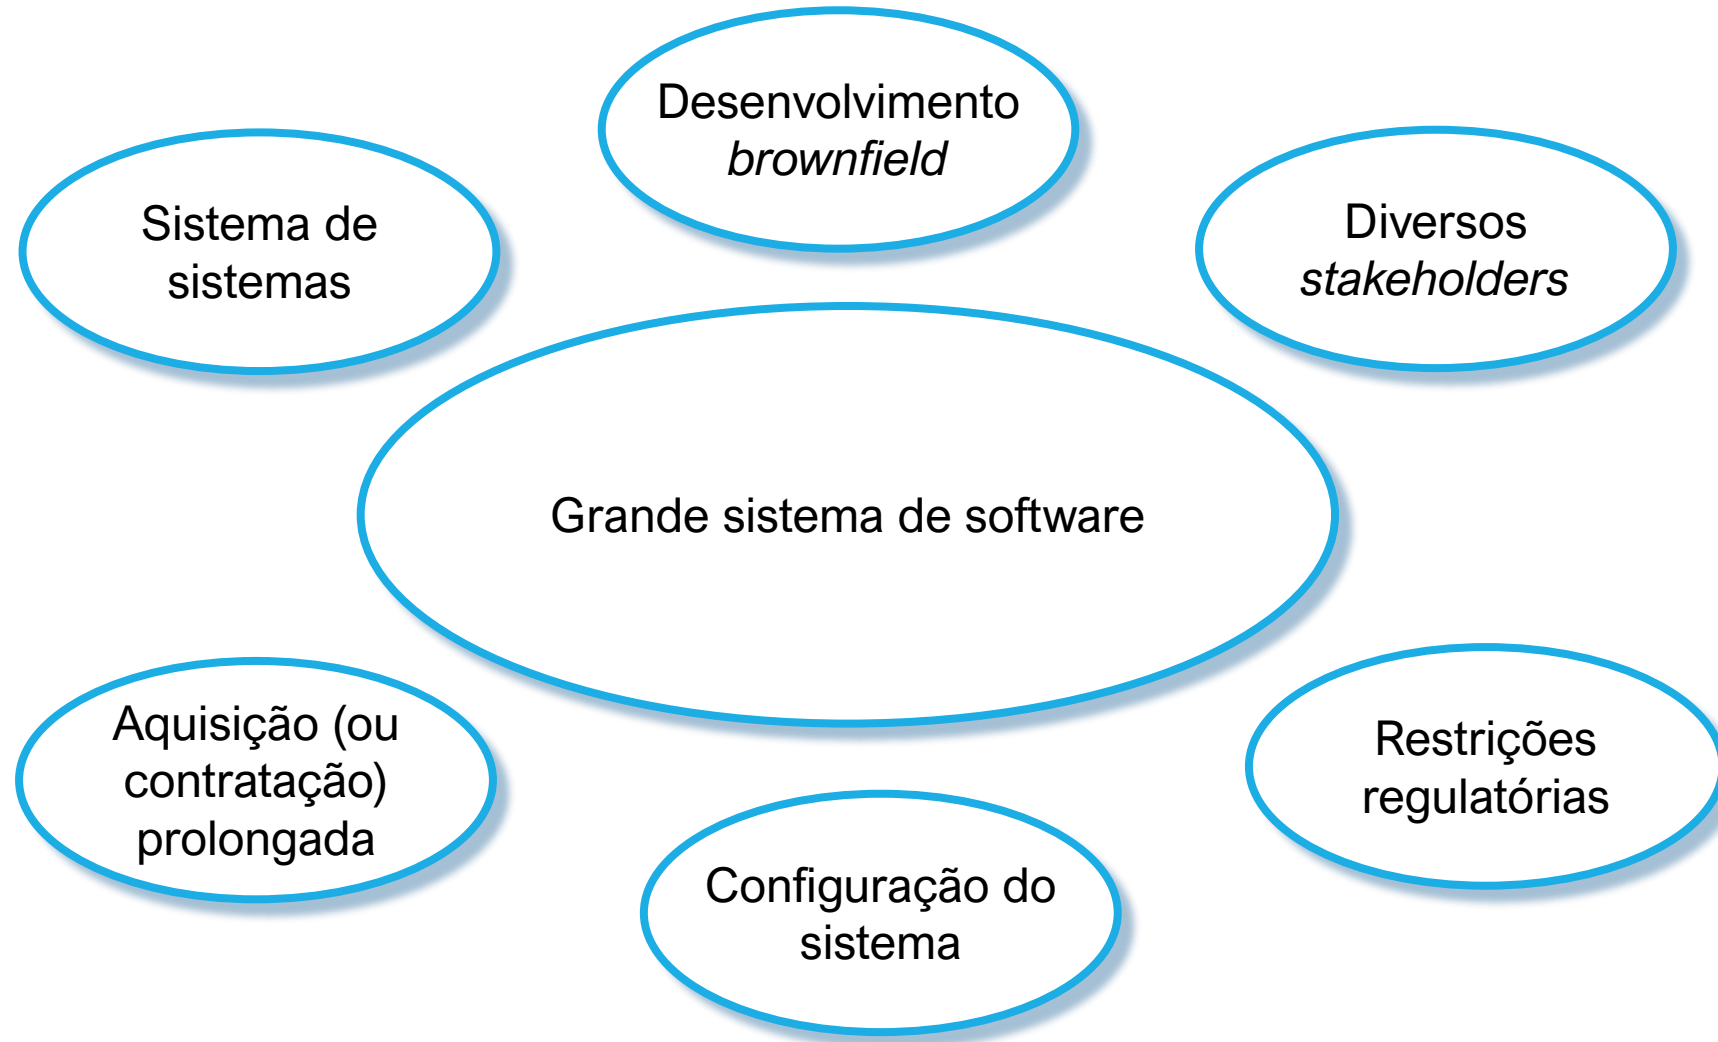 Desenvolvimento
brownfield
Sistema de
sistemas
Diversos
stakeholders
Grande sistema de software
Aquisição (ou
contratação)
prolongada
Restrições
regulatórias
Configuração do
sistema